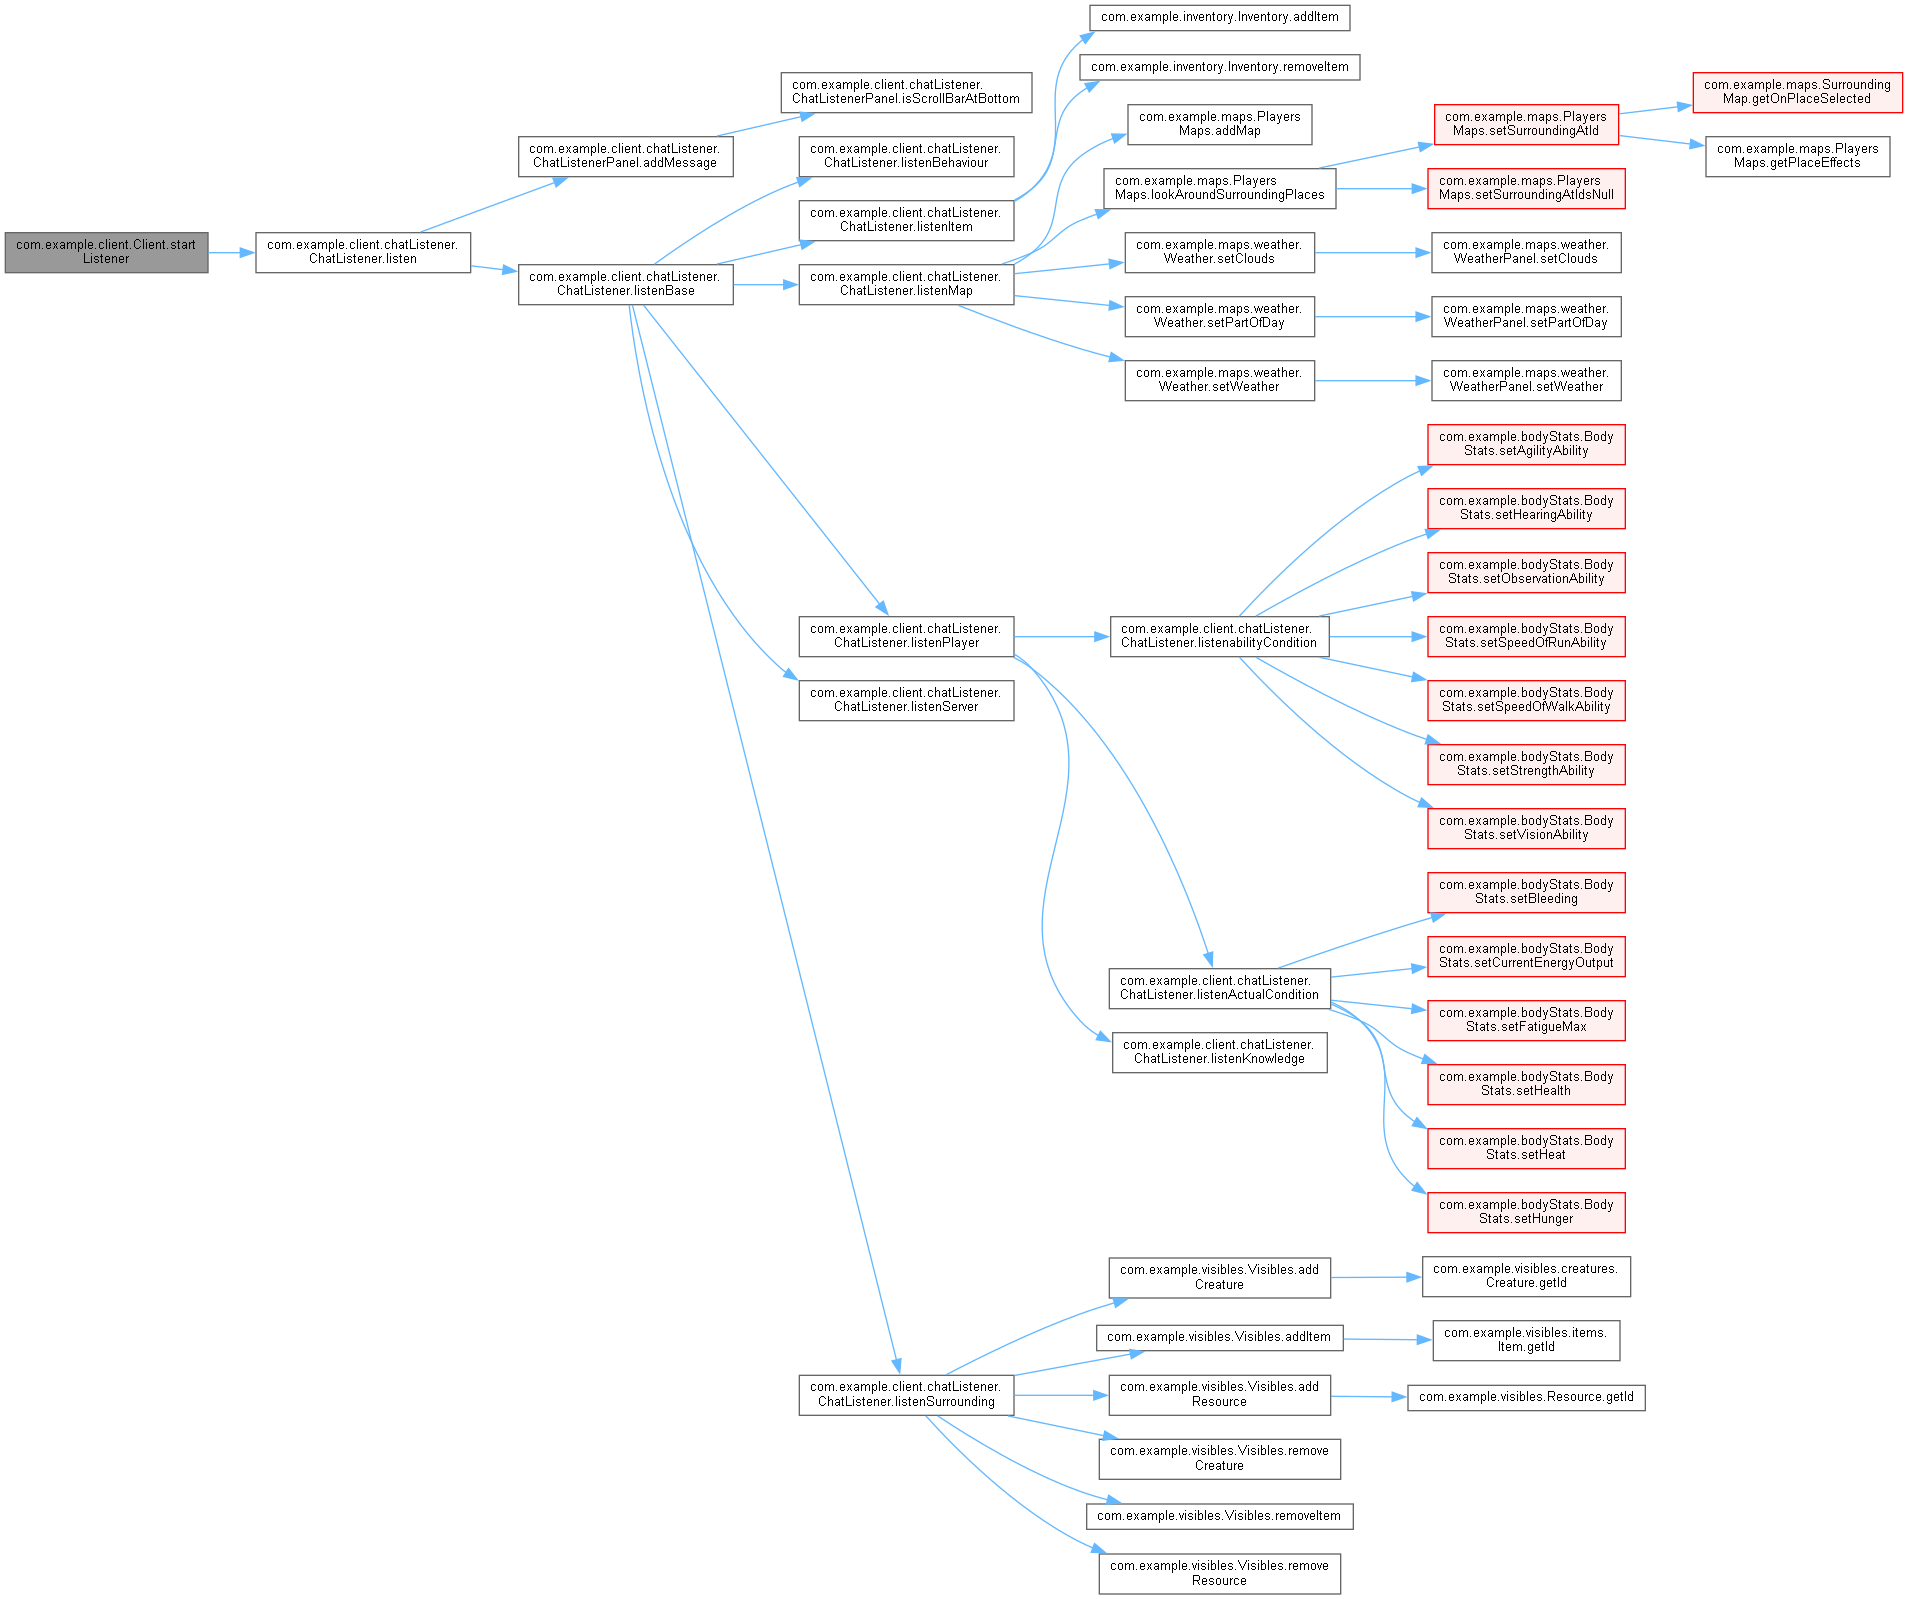 com.example.client.Client.start
Listener
com.example.client.chatListener.
ChatListener.listen
com.example.client.chatListener.
ChatListenerPanel.addMessage
com.example.client.chatListener.
ChatListenerPanel.isScrollBarAtBottom
com.example.client.chatListener.
ChatListener.listenBase
com.example.client.chatListener.
ChatListener.listenBehaviour
com.example.client.chatListener.
ChatListener.listenItem
com.example.inventory.Inventory.addItem
com.example.inventory.Inventory.removeItem
com.example.client.chatListener.
ChatListener.listenMap
com.example.maps.Players
Maps.addMap
com.example.maps.Players
Maps.lookAroundSurroundingPlaces
com.example.maps.Players
Maps.setSurroundingAtId
com.example.maps.Surrounding
Map.getOnPlaceSelected
com.example.maps.Players
Maps.getPlaceEffects
com.example.maps.Players
Maps.setSurroundingAtIdsNull
com.example.maps.weather.
Weather.setClouds
com.example.maps.weather.
WeatherPanel.setClouds
com.example.maps.weather.
Weather.setPartOfDay
com.example.maps.weather.
WeatherPanel.setPartOfDay
com.example.maps.weather.
Weather.setWeather
com.example.maps.weather.
WeatherPanel.setWeather
com.example.client.chatListener.
ChatListener.listenPlayer
com.example.client.chatListener.
ChatListener.listenabilityCondition
com.example.bodyStats.Body
Stats.setAgilityAbility
com.example.bodyStats.Body
Stats.setHearingAbility
com.example.bodyStats.Body
Stats.setObservationAbility
com.example.bodyStats.Body
Stats.setSpeedOfRunAbility
com.example.bodyStats.Body
Stats.setSpeedOfWalkAbility
com.example.bodyStats.Body
Stats.setStrengthAbility
com.example.bodyStats.Body
Stats.setVisionAbility
com.example.client.chatListener.
ChatListener.listenServer
com.example.client.chatListener.
ChatListener.listenActualCondition
com.example.bodyStats.Body
Stats.setBleeding
com.example.bodyStats.Body
Stats.setCurrentEnergyOutput
com.example.bodyStats.Body
Stats.setFatigueMax
com.example.bodyStats.Body
Stats.setHealth
com.example.bodyStats.Body
Stats.setHeat
com.example.bodyStats.Body
Stats.setHunger
com.example.client.chatListener.
ChatListener.listenKnowledge
com.example.client.chatListener.
ChatListener.listenSurrounding
com.example.visibles.Visibles.add
Creature
com.example.visibles.creatures.
Creature.getId
com.example.visibles.Visibles.addItem
com.example.visibles.items.
Item.getId
com.example.visibles.Visibles.add
Resource
com.example.visibles.Resource.getId
com.example.visibles.Visibles.remove
Creature
com.example.visibles.Visibles.removeItem
com.example.visibles.Visibles.remove
Resource